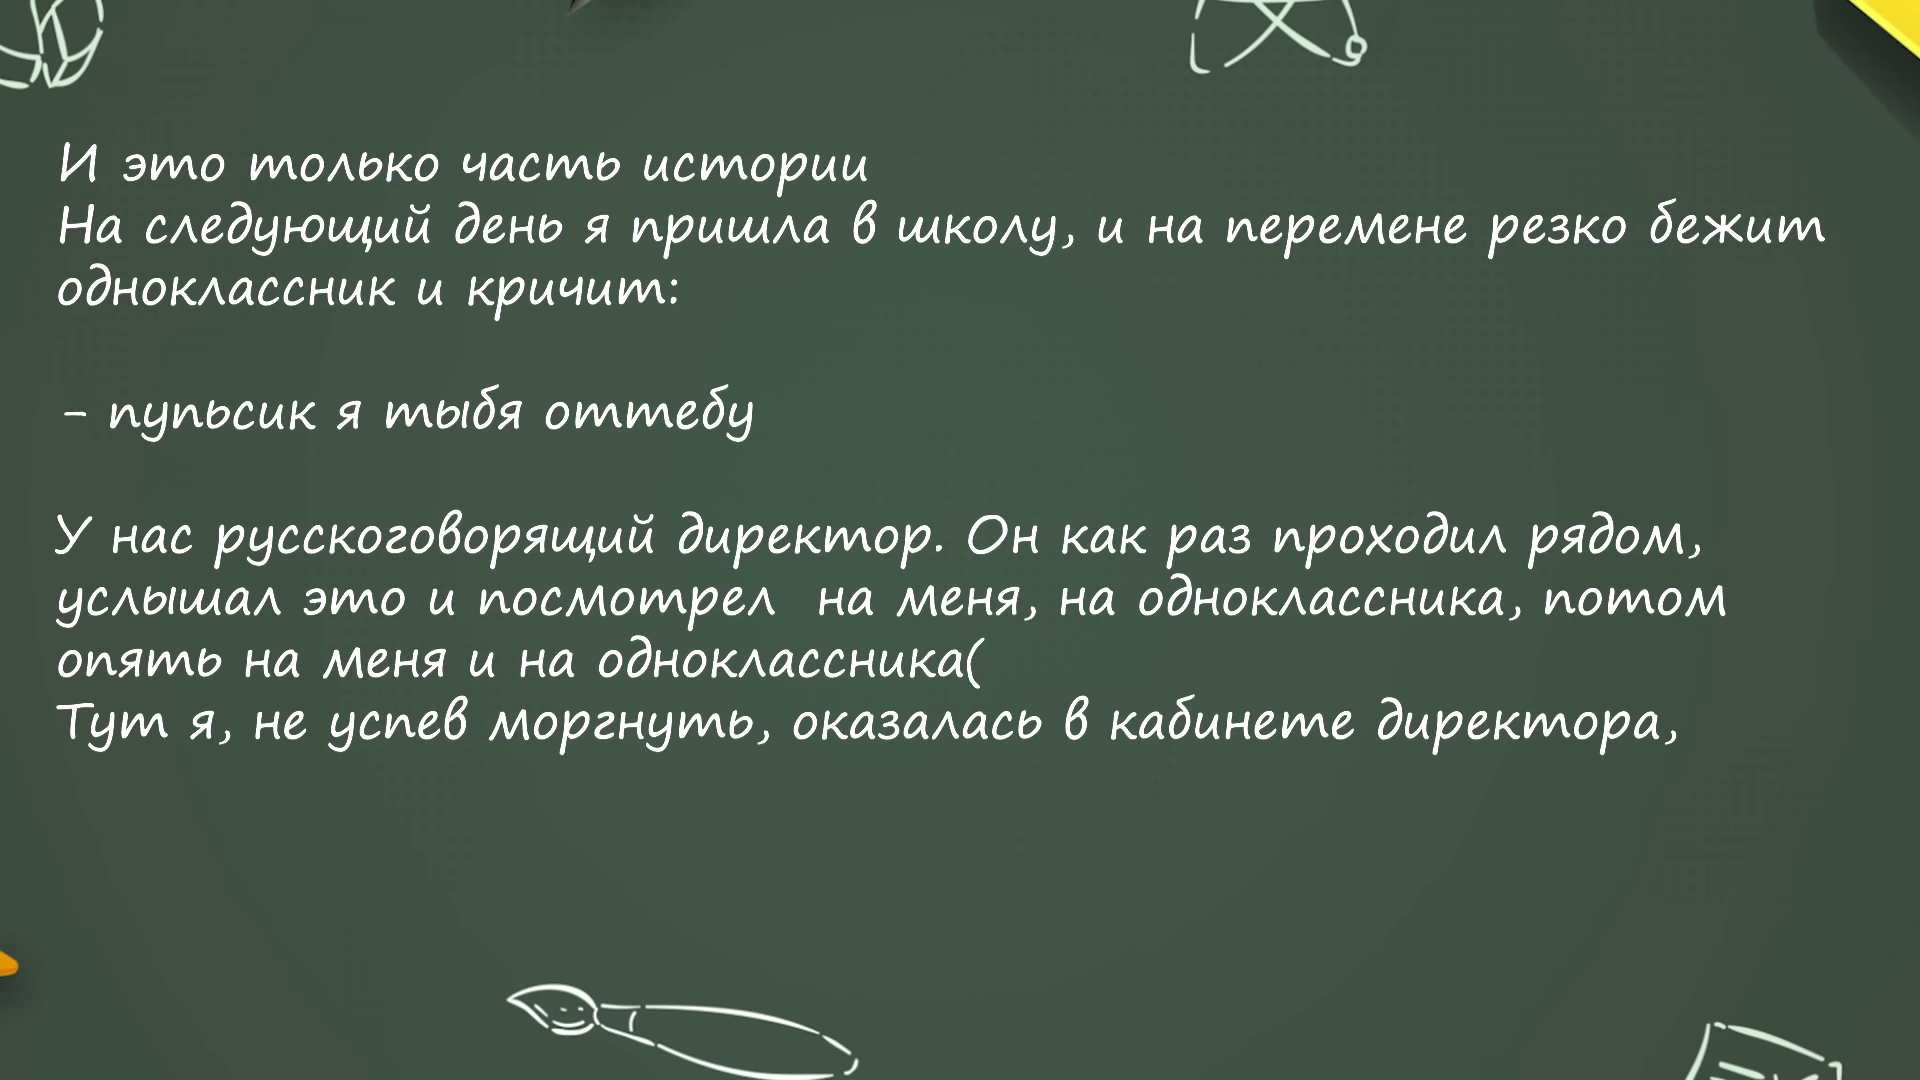 И это только часть истории
На следующий день я пришла в школу, и на перемене резко бежит
одноклассник и кричит:
- пупьсик я тыбя оттебу
У нас русскоговорящий директор. Он как раз проходил рядом,
услышал это и посмотрел  на меня, на одноклассника, потом
опять на меня и на одноклассника(
Тут я, не успев моргнуть, оказалась в кабинете директора,